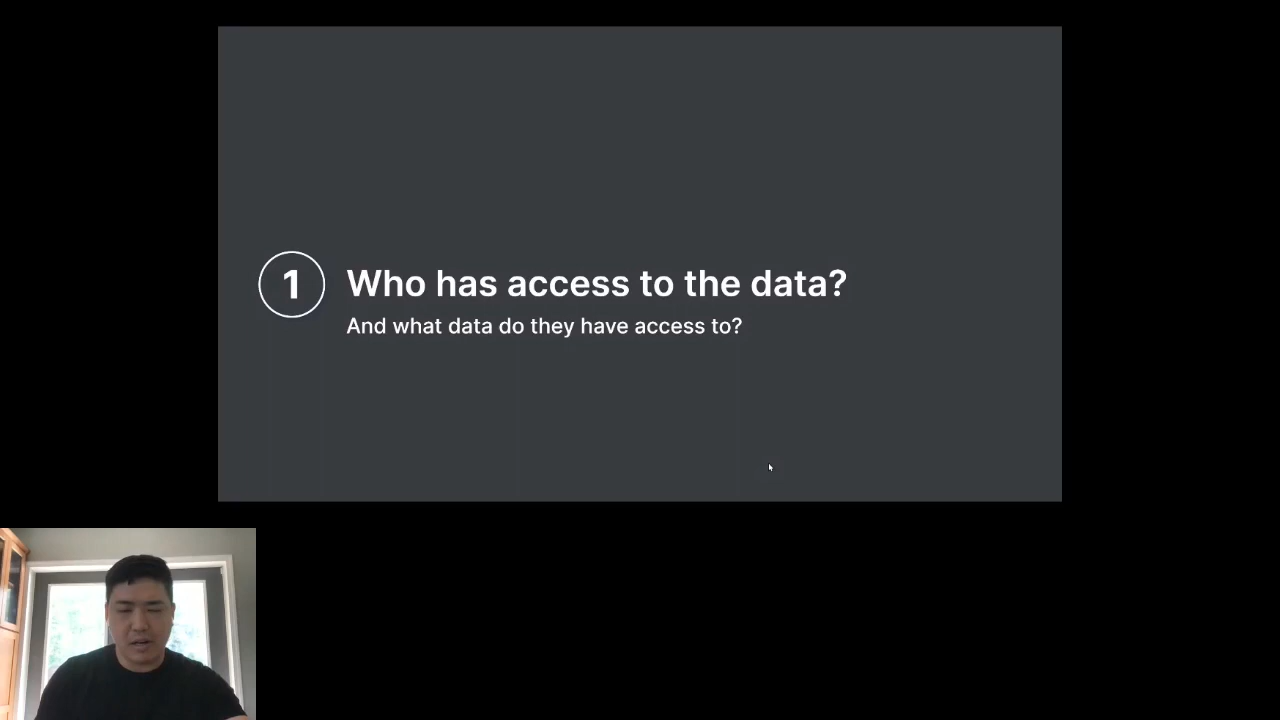 1
Who has access to the data?
And what data do they have access to?